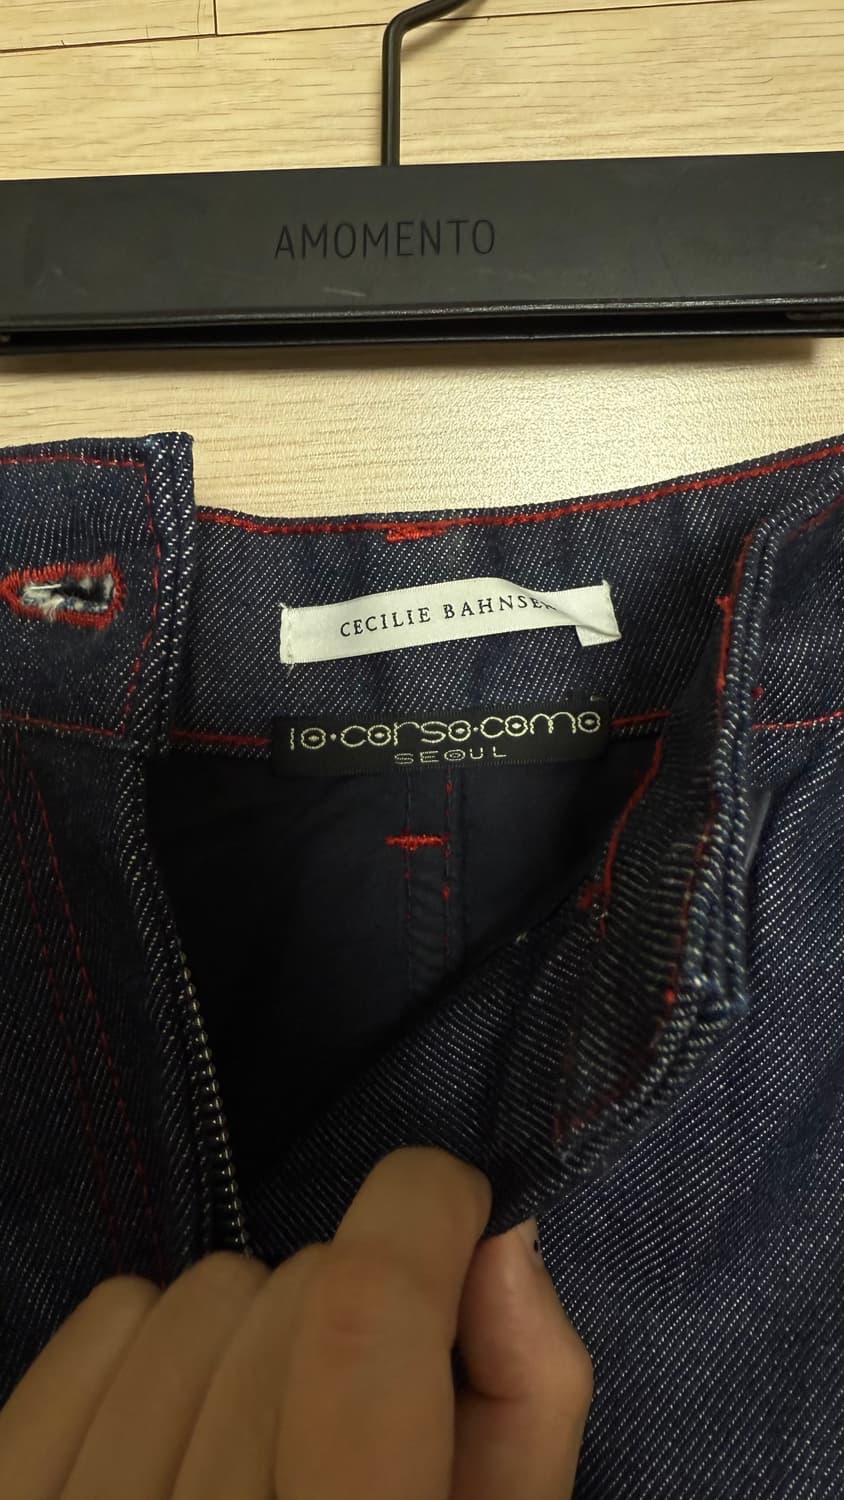 AMOMENTO
CECILIE BAHNSEN
10·corso·como
SEOUL